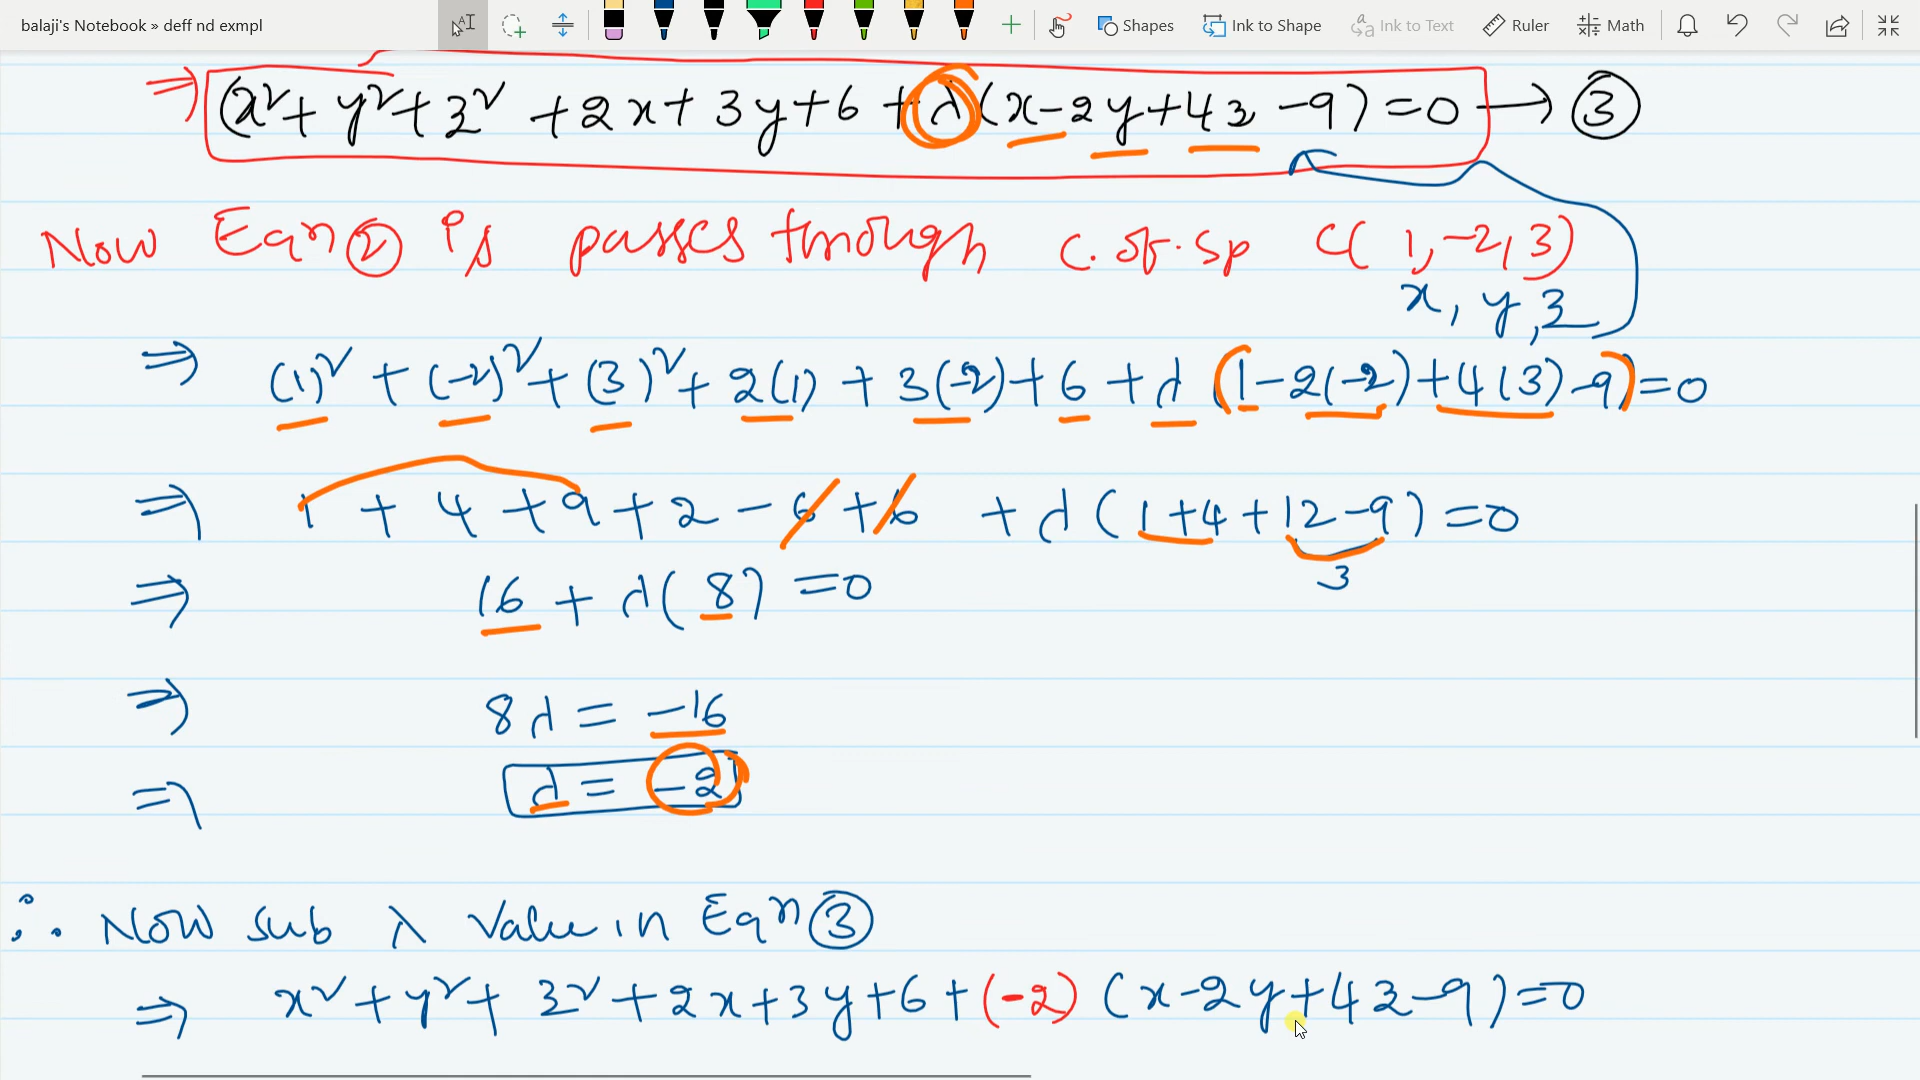 balaji's Notebook » deff nd exmpl
Shapes Ink to Shape Ink to Text Ruler Math
⇒ (x² + y² + z² + 2x + 3y + 6 + λ(x - 2y + 4z - 9) = 0 → ③
Now Eqn ② is passes through C. of. sp C(1, -2, 3)
x, y, z
⇒ (1)² + (-2)² + (3)² + 2(1) + 3(-2) + 6 + λ (1 - 2(-2) + 4(3) - 9) = 0
⇒ 1 + 4 + 9 + 2 - 6 + 6 + λ(1 + 4 + 12 - 9) = 0
3
⇒ 16 + λ(8) = 0
⇒ 8λ = -16
⇒ λ = -2
∴ Now sub λ value in Eqn ③
⇒ x² + y² + z² + 2x + 3y + 6 + (-2) (x - 2y + 4z - 9) = 0